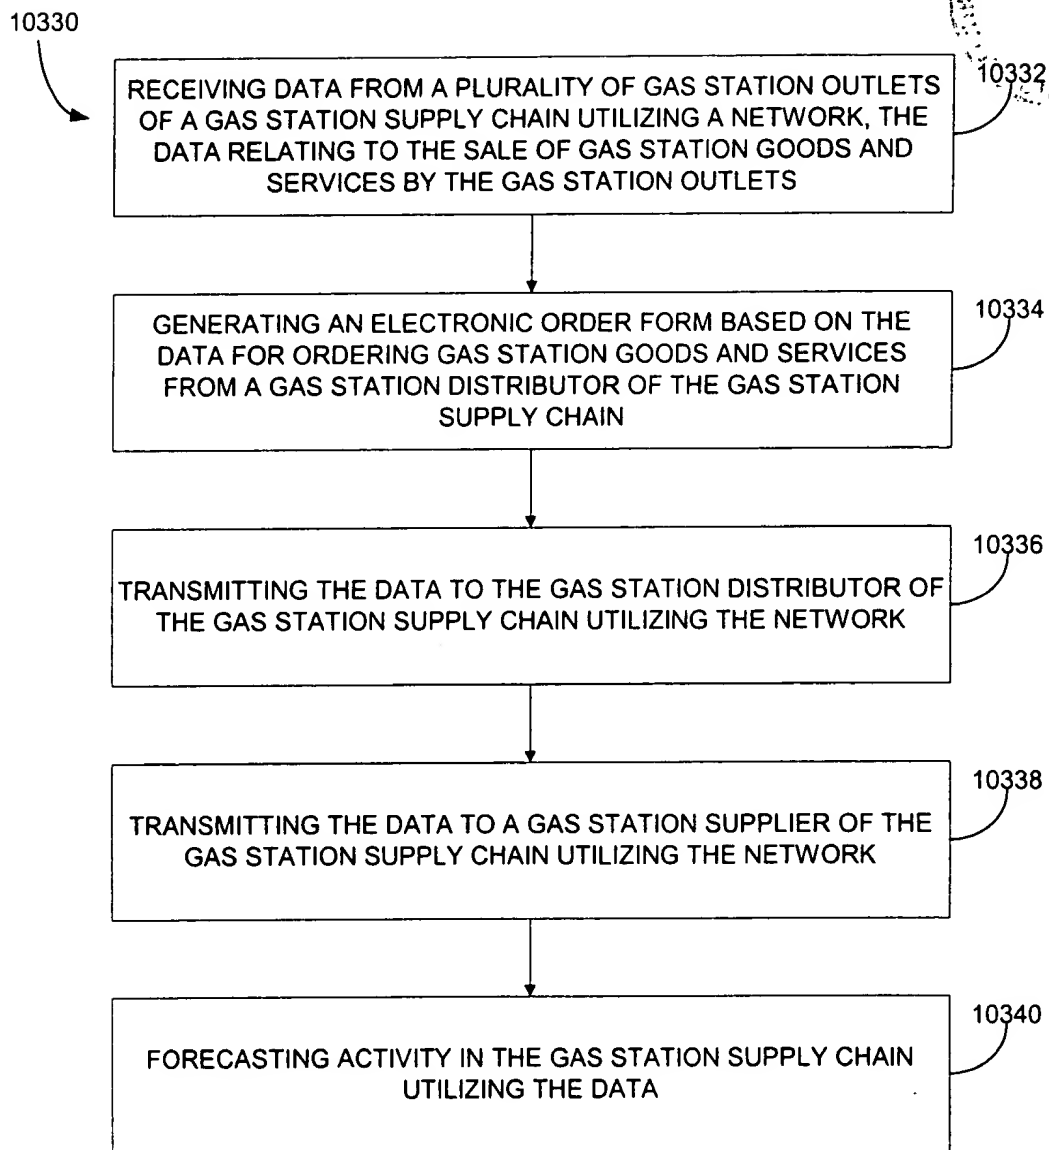 10330
10332
RECEIVING DATA FROM A PLURALITY OF GAS STATION OUTLETS
OF A GAS STATION SUPPLY CHAIN UTILIZING A NETWORK, THE
DATA RELATING TO THE SALE OF GAS STATION GOODS AND
SERVICES BY THE GAS STATION OUTLETS
10334
GENERATING AN ELECTRONIC ORDER FORM BASED ON THE
DATA FOR ORDERING GAS STATION GOODS AND SERVICES
FROM A GAS STATION DISTRIBUTOR OF THE GAS STATION
SUPPLY CHAIN
10336
TRANSMITTING THE DATA TO THE GAS STATION DISTRIBUTOR OF
THE GAS STATION SUPPLY CHAIN UTILIZING THE NETWORK
10338
TRANSMITTING THE DATA TO A GAS STATION SUPPLIER OF THE
GAS STATION SUPPLY CHAIN UTILIZING THE NETWORK
10340
FORECASTING ACTIVITY IN THE GAS STATION SUPPLY CHAIN
UTILIZING THE DATA